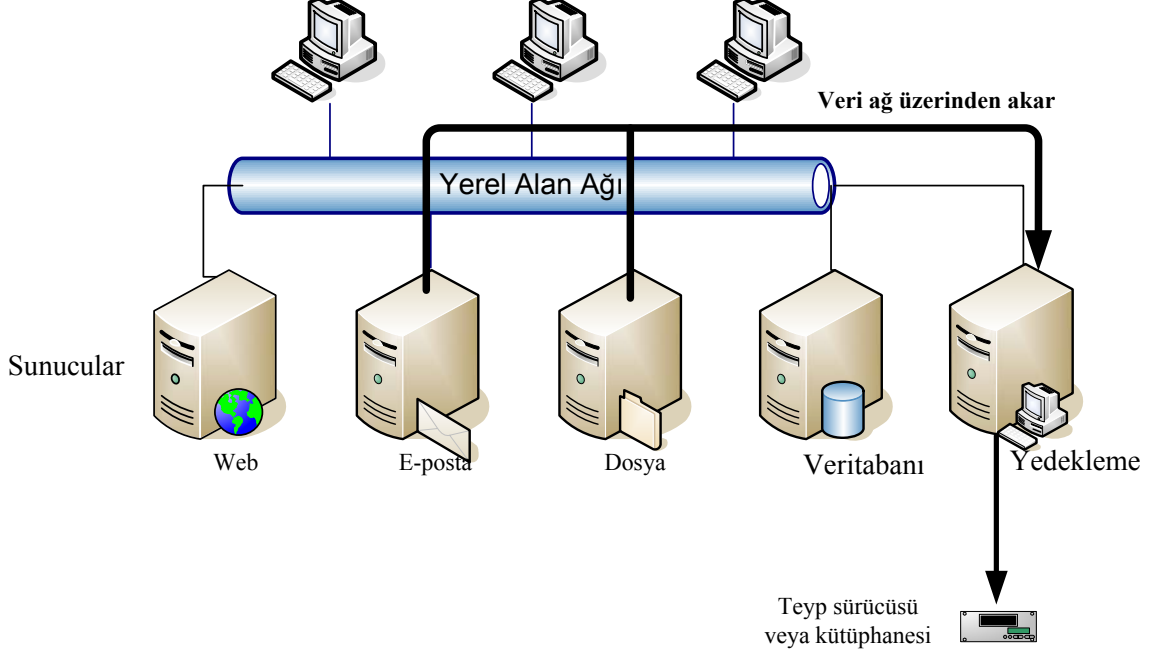 Veri ağ üzerinden akar
Yerel Alan Ağı
Sunucular
Web
E-posta
Dosya
Veritabanı
Yedekleme
Teyp sürücüsü
veya kütüphanesi